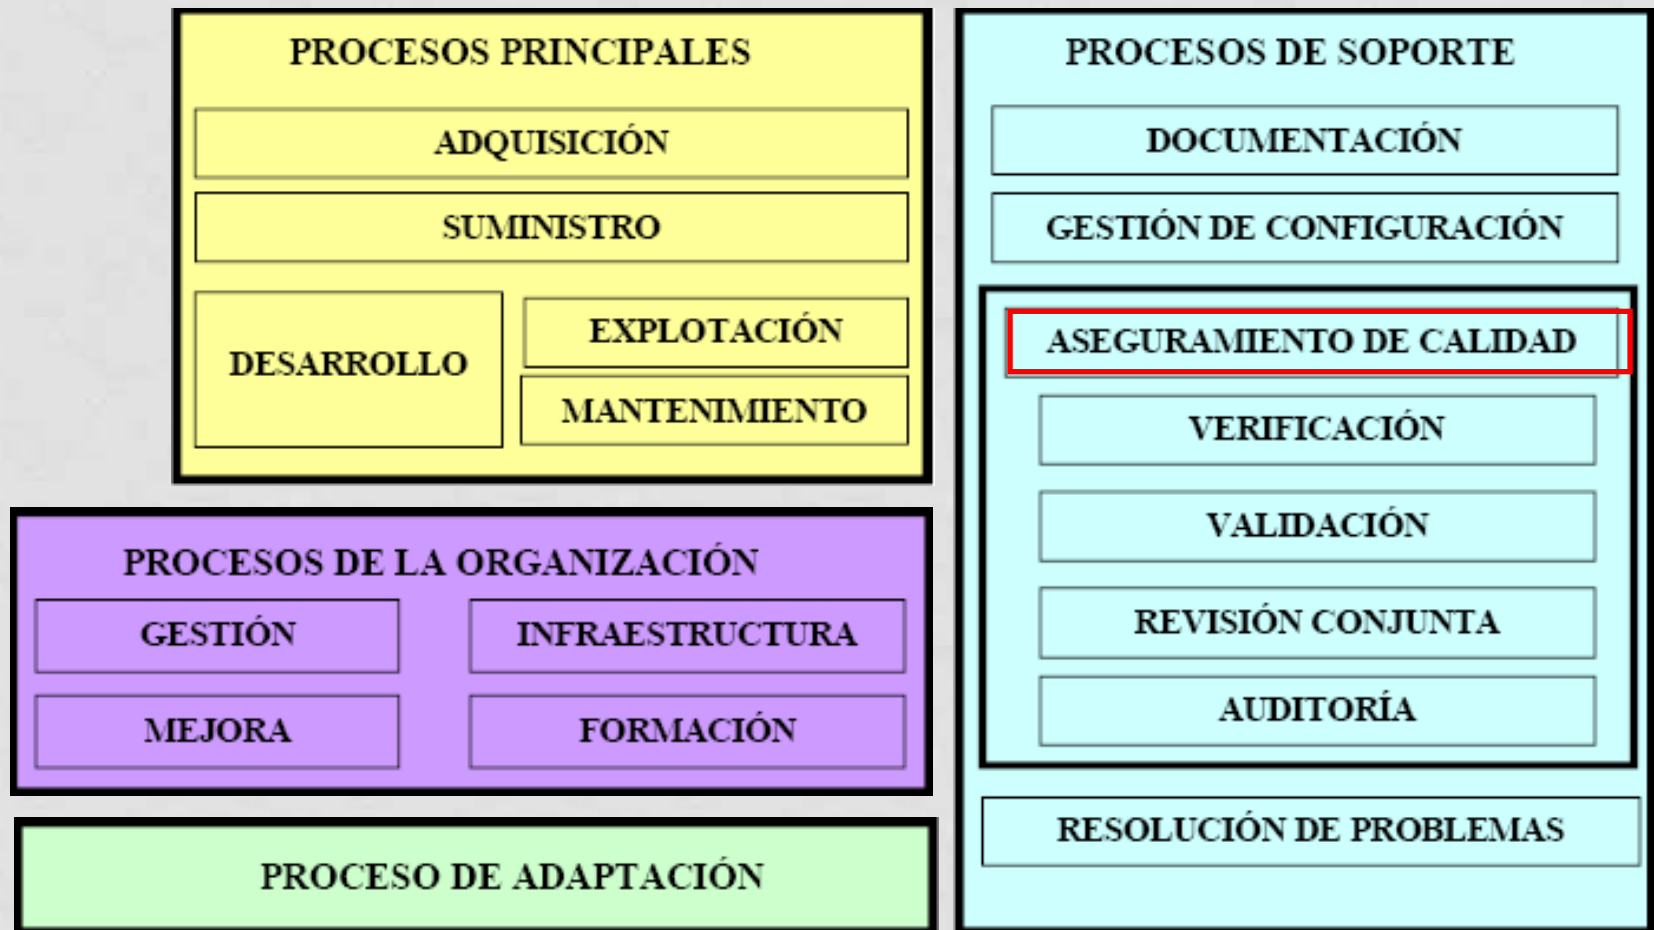 PROCESOS PRINCIPALES
ADQUISICIÓN
SUMINISTRO
DESARROLLO
EXPLOTACIÓN
MANTENIMIENTO
PROCESOS DE LA ORGANIZACIÓN
GESTIÓN
INFRAESTRUCTURA
MEJORA
FORMACIÓN
PROCESO DE ADAPTACIÓN
PROCESOS DE SOPORTE
DOCUMENTACIÓN
GESTIÓN DE CONFIGURACIÓN
ASEGURAMIENTO DE CALIDAD
VERIFICACIÓN
VALIDACIÓN
REVISIÓN CONJUNTA
AUDITORÍA
RESOLUCIÓN DE PROBLEMAS